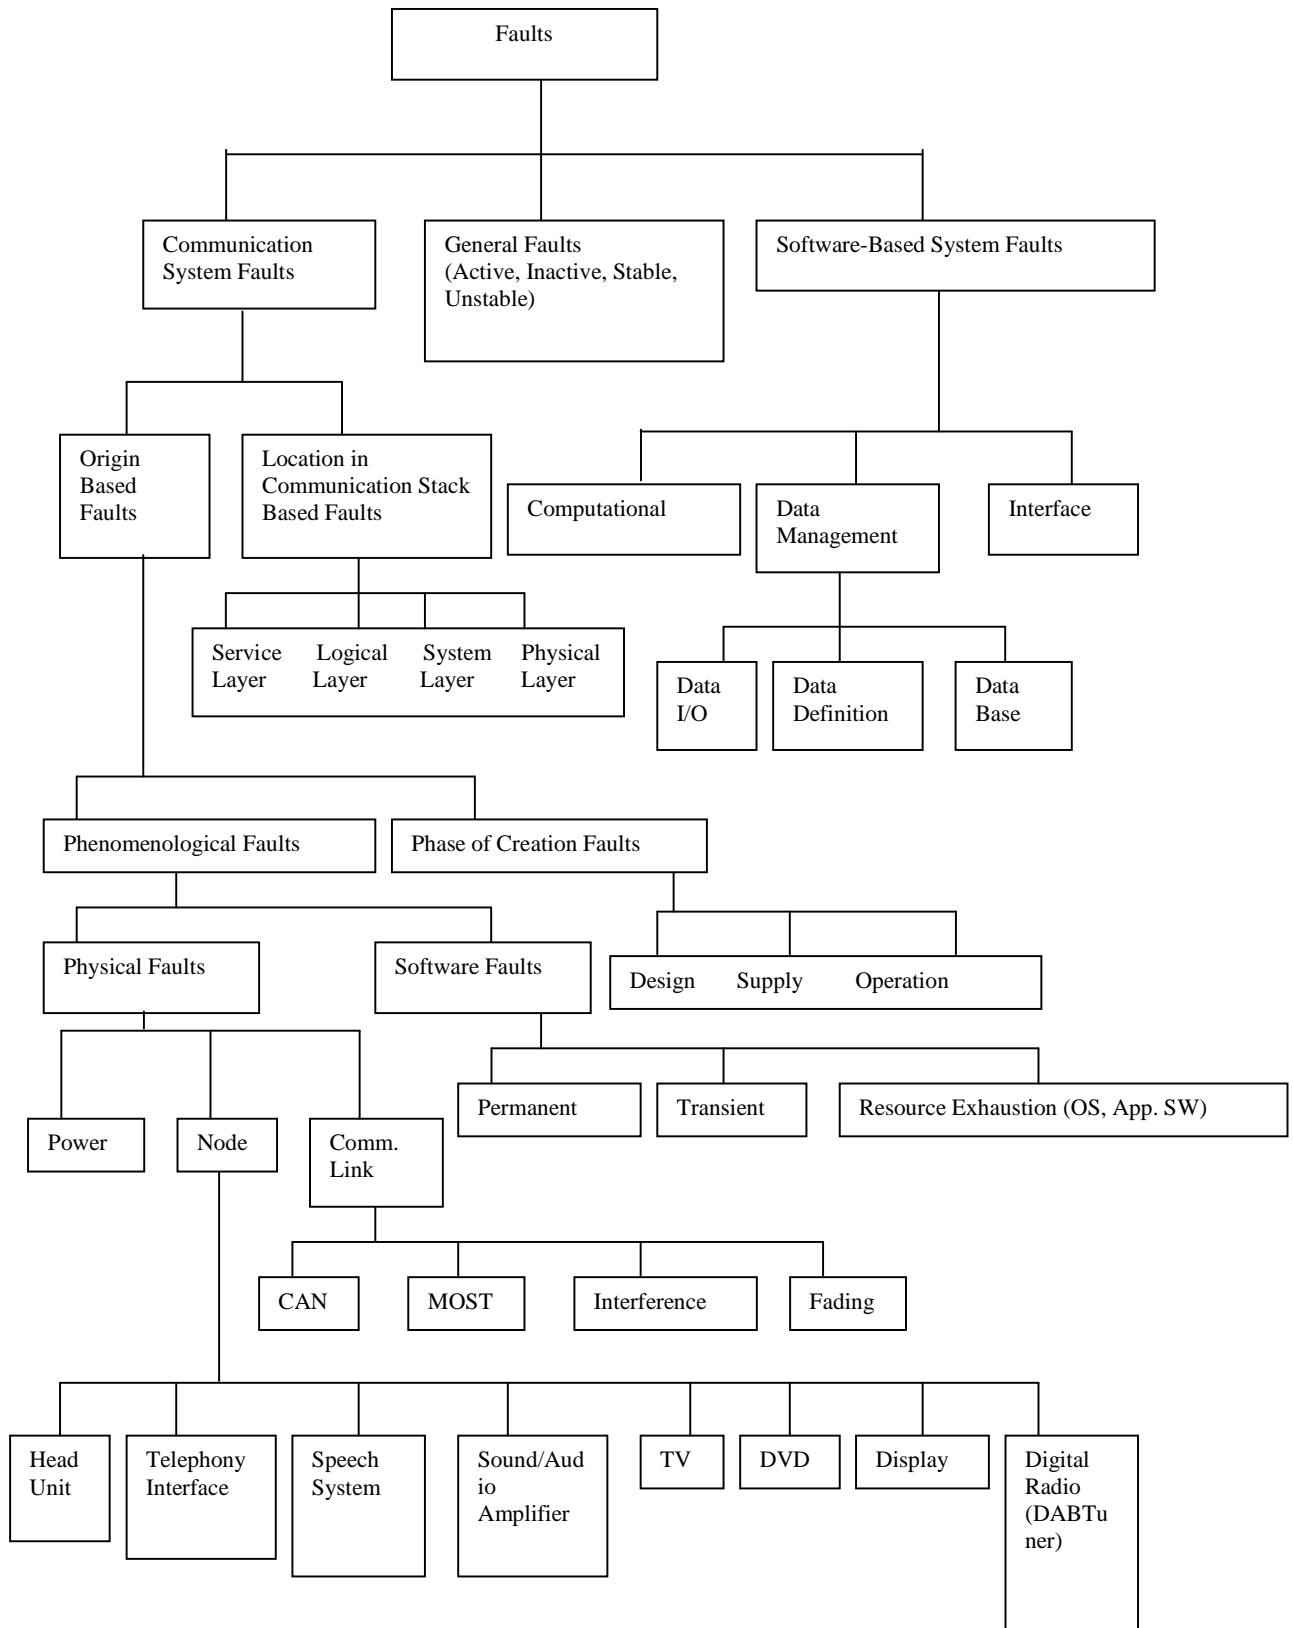 Faults
Communication
System Faults
General Faults
(Active, Inactive, Stable,
Unstable)
Software-Based System Faults
Origin
Based
Faults
Location in
Communication Stack
Based Faults
Computational
Data
Management
Interface
Service Logical System Physical
Layer Layer Layer Layer
Data
I/O
Data
Definition
Data
Base
Phenomenological Faults
Phase of Creation Faults
Physical Faults
Software Faults
Design Supply Operation
Permanent
Transient
Resource Exhaustion (OS, App. SW)
Power
Node
Comm.
Link
CAN
MOST
Interference
Fading
Head
Unit
Telephony
Interface
Speech
System
Sound/Aud
io
Amplifier
TV
DVD
Display
Digital
Radio
(DABTu
ner)